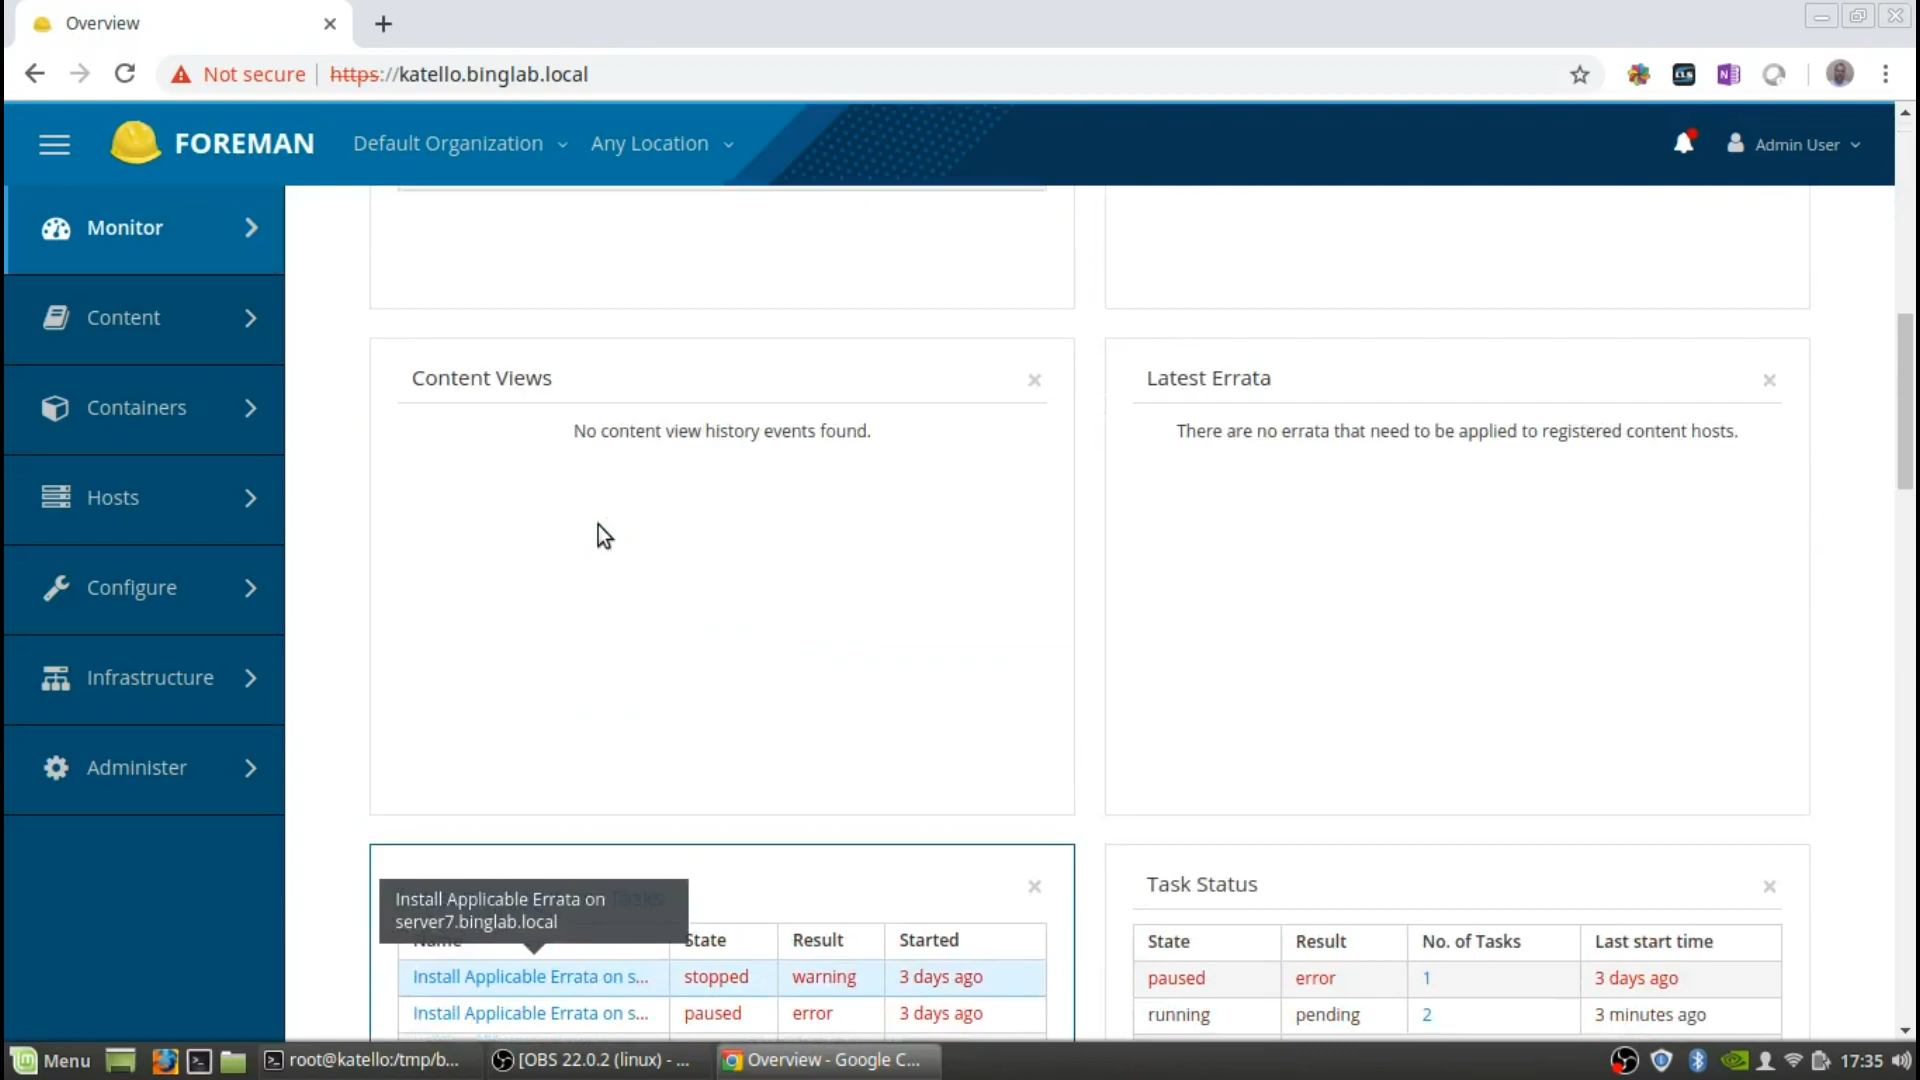 Overview
Not secure
https://katello.binglab.local
CLS
N
FOREMAN
Default Organization
Any Location
Admin User
Monitor
Content
Containers
Hosts
Configure
Infrastructure
Administer
Content Views
No content view history events found.
Latest Errata
There are no errata that need to be applied to registered content hosts.
Install Applicable Errata on
server7.binglab.local
Name State Result Started
Install Applicable Errata on s... stopped warning 3 days ago
Install Applicable Errata on s... paused error 3 days ago
Task Status
State Result No. of Tasks Last start time
paused error 1 3 days ago
running pending 2 3 minutes ago
Menu
root@katello:/tmp/b...
[OBS 22.0.2 (linux) - ...
Overview - Google C...
17:35